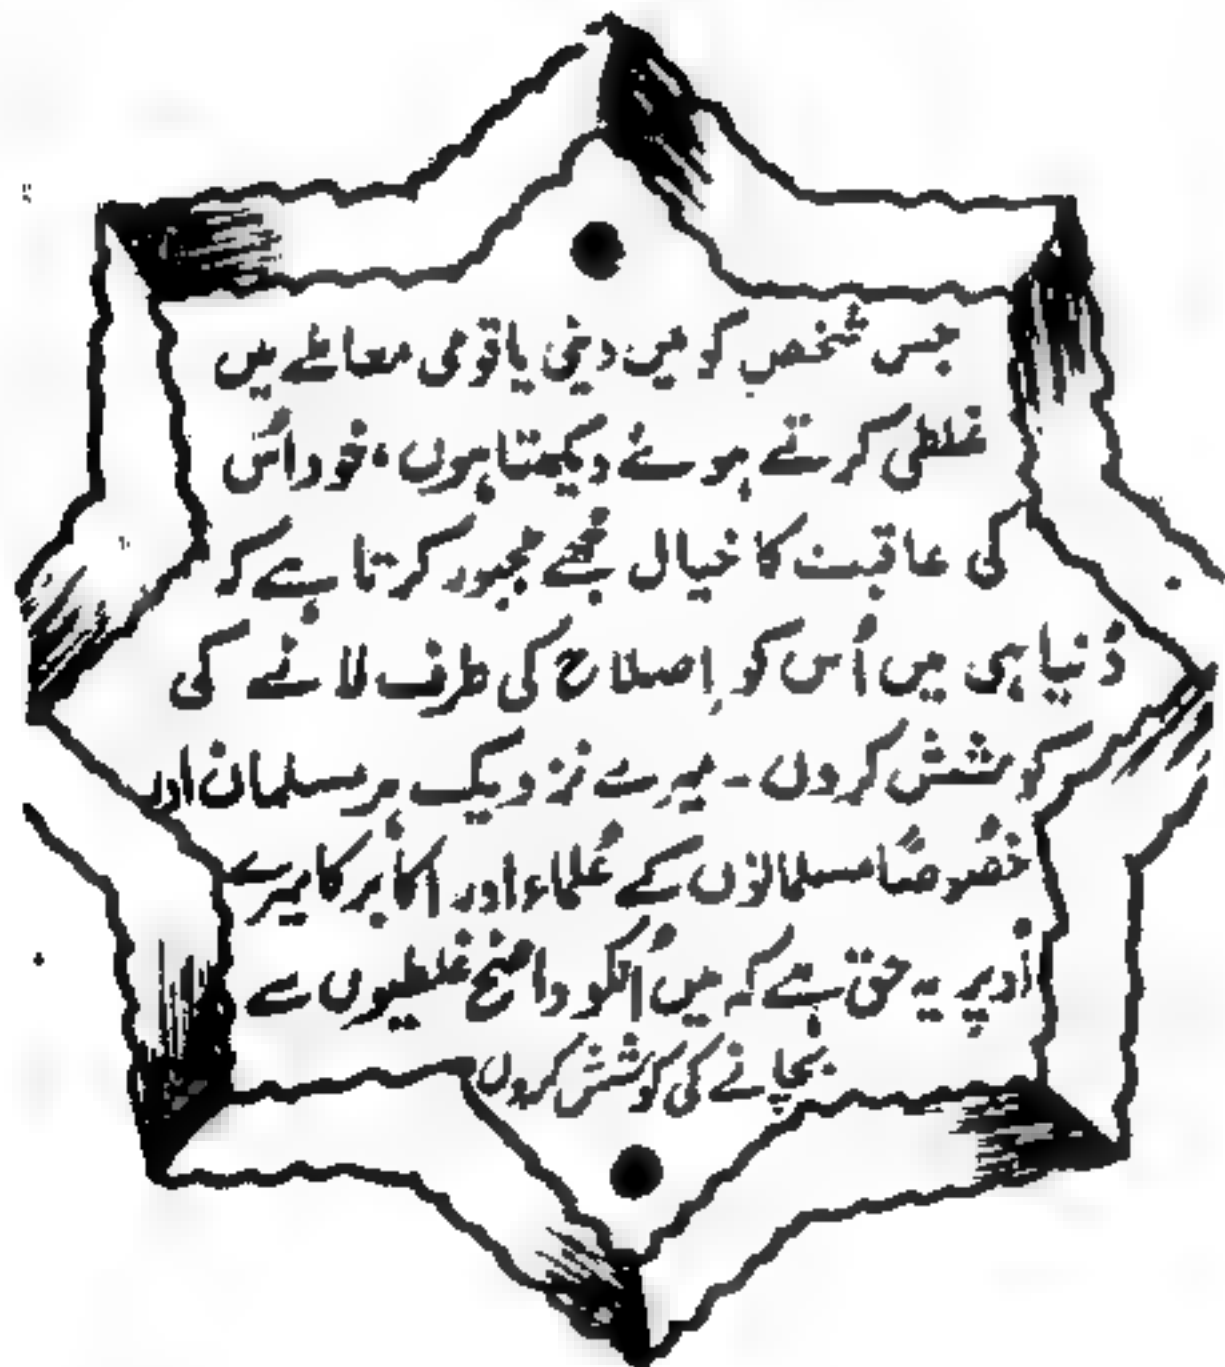 جس شخص کو میں دینی یا قومی معاملے میں
غلطی کرتے ہوئے دیکھتا ہوں، خود اُس
کی عاقبت کا خیال مجھے مجبور کرتا ہے کہ
دُنیا ہی میں اُس کو اِصلاح کی طرف لانے کی
کوشش کروں ۔ میرے نزدیک ہر مسلمان اور
خصُوصًا مسلمانوں کے عُلماء اور اکابر کا میرے
اُوپر یہ حق ہے کہ میں اُنکو واضح غلطیوں سے
بچانے کی کوشش کروں